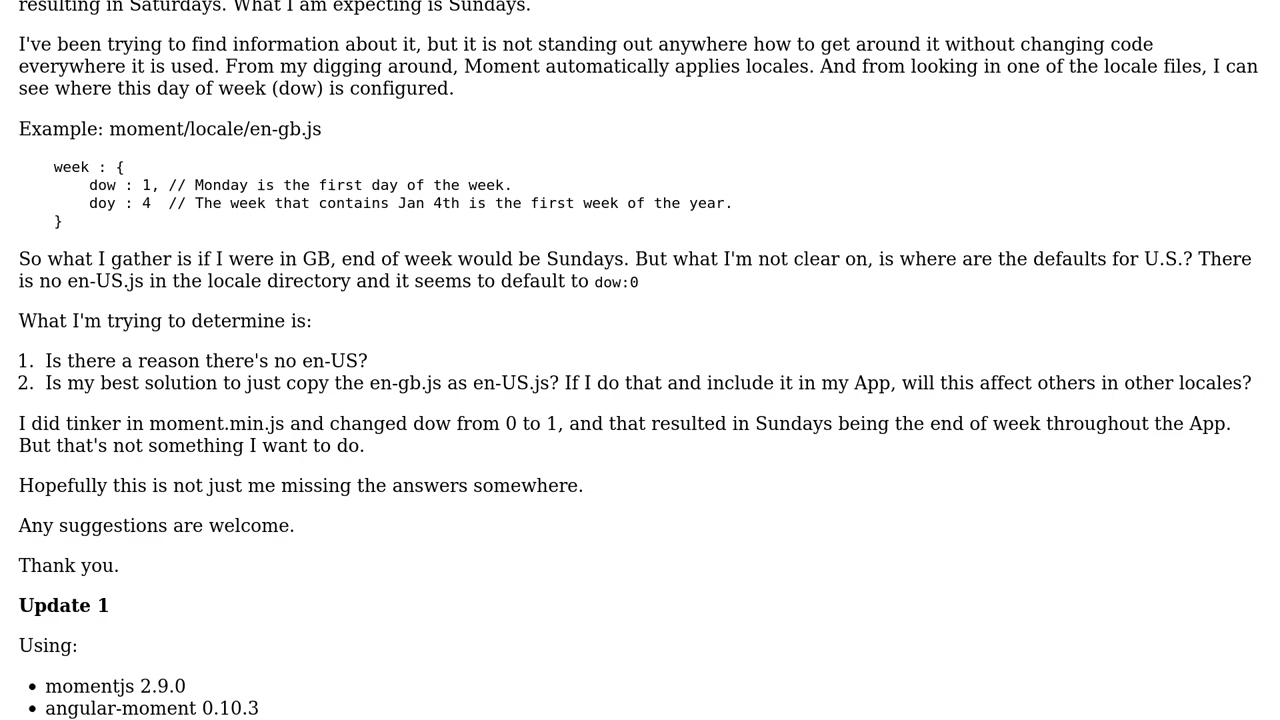 resulting in Saturdays. What I am expecting is Sundays.
I've been trying to find information about it, but it is not standing out anywhere how to get around it without changing code
everywhere it is used. From my digging around, Moment automatically applies locales. And from looking in one of the locale files, I can
see where this day of week (dow) is configured.
Example: moment/locale/en-gb.js
week : {
dow : 1, // Monday is the first day of the week.
doy : 4  // The week that contains Jan 4th is the first week of the year.
}
So what I gather is if I were in GB, end of week would be Sundays. But what I'm not clear on, is where are the defaults for U.S.? There
is no en-US.js in the locale directory and it seems to default to dow:0
What I'm trying to determine is:
1. Is there a reason there's no en-US?
2. Is my best solution to just copy the en-gb.js as en-US.js? If I do that and include it in my App, will this affect others in other locales?
I did tinker in moment.min.js and changed dow from 0 to 1, and that resulted in Sundays being the end of week throughout the App.
But that's not something I want to do.
Hopefully this is not just me missing the answers somewhere.
Any suggestions are welcome.
Thank you.
Update 1
Using:
• momentjs 2.9.0
• angular-moment 0.10.3